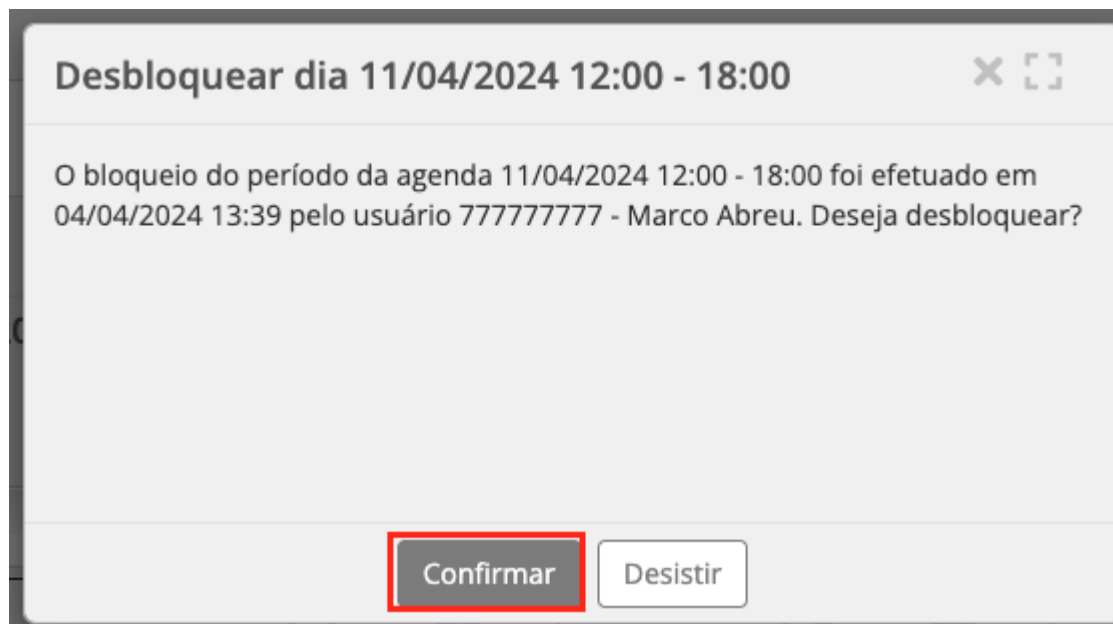 Desbloquear dia 11/04/2024 12:00 - 18:00
O bloqueio do período da agenda 11/04/2024 12:00 - 18:00 foi efetuado em
04/04/2024 13:39 pelo usuário 777777777 - Marco Abreu. Deseja desbloquear?
Confirmar
Desistir